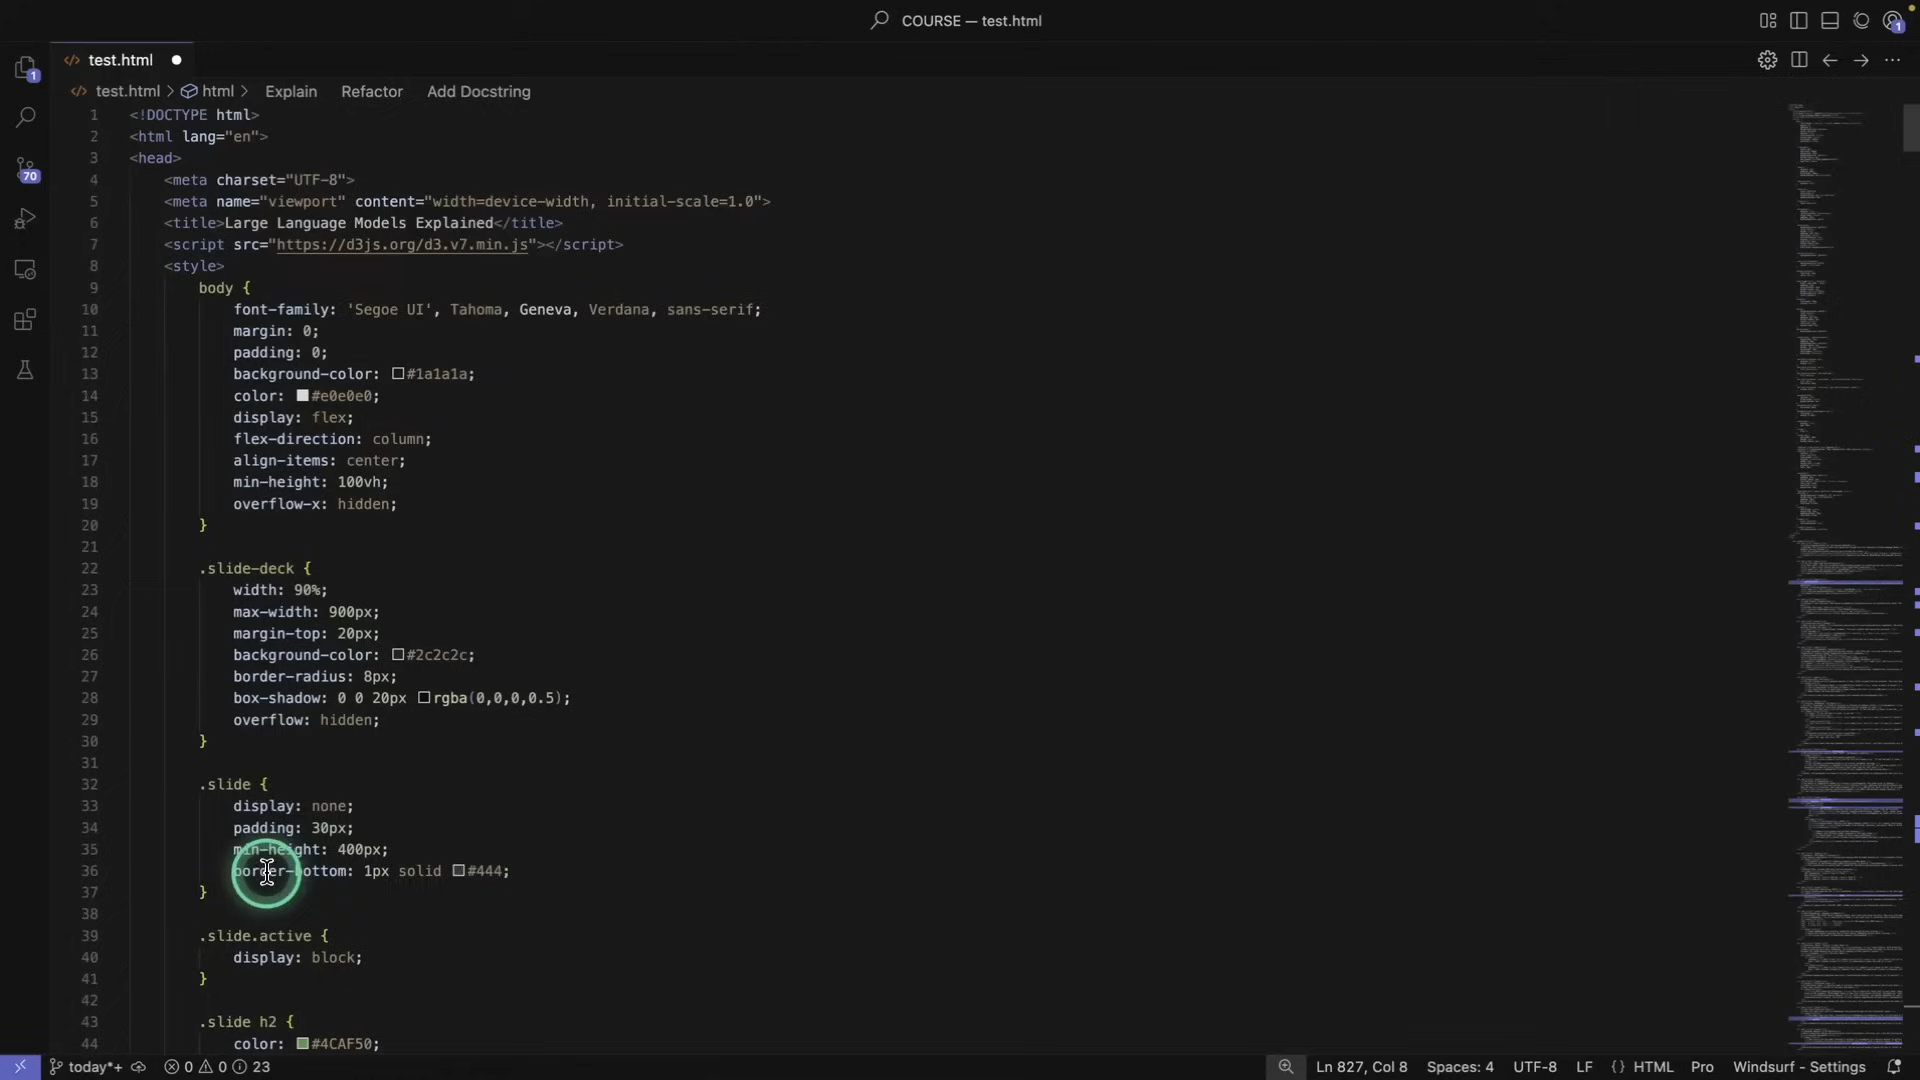 COURSE — test.html
1
test.html
1
test.html > html > Explain Refactor Add Docstring
70
1 <!DOCTYPE html>
2 <html lang="en">
3 <head>
4 <meta charset="UTF-8">
5 <meta name="viewport" content="width=device-width, initial-scale=1.0">
6 <title>Large Language Models Explained</title>
7 <script src="https://d3js.org/d3.v7.min.js"></script>
8 <style>
9 body {
10 font-family: 'Segoe UI', Tahoma, Geneva, Verdana, sans-serif;
11 margin: 0;
12 padding: 0;
13 background-color: #1a1a1a;
14 color: #e0e0e0;
15 display: flex;
16 flex-direction: column;
17 align-items: center;
18 min-height: 100vh;
19 overflow-x: hidden;
20 }
21
22 .slide-deck {
23 width: 90%;
24 max-width: 900px;
25 margin-top: 20px;
26 background-color: #2c2c2c;
27 border-radius: 8px;
28 box-shadow: 0 0 20px rgba(0,0,0,0.5);
29 overflow: hidden;
30 }
31
32 .slide {
33 display: none;
34 padding: 30px;
35 min-height: 400px;
36 border-bottom: 1px solid #444;
37 }
38
39 .slide.active {
40 display: block;
41 }
42
43 .slide h2 {
44 color: #4CAF50;
today*+ 0 0 23 Ln 827, Col 8 Spaces: 4 UTF-8 LF {} HTML Pro Windsurf - Settings